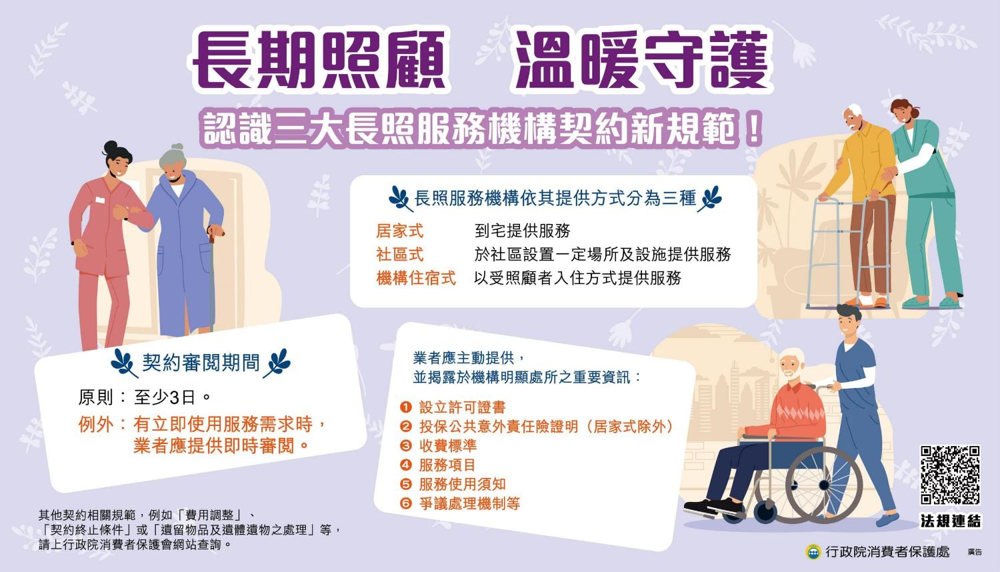 長期照顧 溫暖守護
認識三大長照服務機構契約新規範！
長照服務機構依其提供方式分為三種
居家式 到宅提供服務
社區式 於社區設置一定場所及設施提供服務
機構住宿式 以受照顧者入住方式提供服務
契約審閱期間
原則：至少3日。
例外：有立即使用服務需求時，
業者應提供即時審閱。
業者應主動提供，
並揭露於機構明顯處所之重要資訊：
❶ 設立許可證書
❷ 投保公共意外責任險證明（居家式除外）
❸ 收費標準
❹ 服務項目
❺ 服務使用須知
❻ 爭議處理機制等
其他契約相關規範，例如「費用調整」、
「契約終止條件」或「遺留物品及遺體遺物之處理」等，
請上行政院消費者保護會網站查詢。
法規連結
行政院消費者保護處 廣告